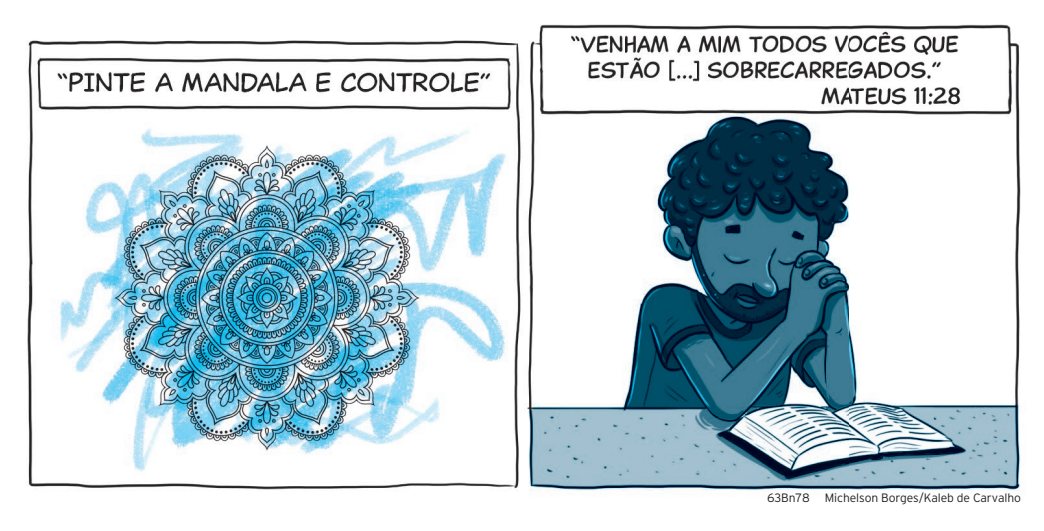 "PINTE A MANDALA E CONTROLE"
"VENHAM A MIM TODOS VOCÊS QUE
ESTÃO [...] SOBRECARREGADOS."
MATEUS 11:28
63Bn78 Michelson Borges/Kaleb de Carvalho